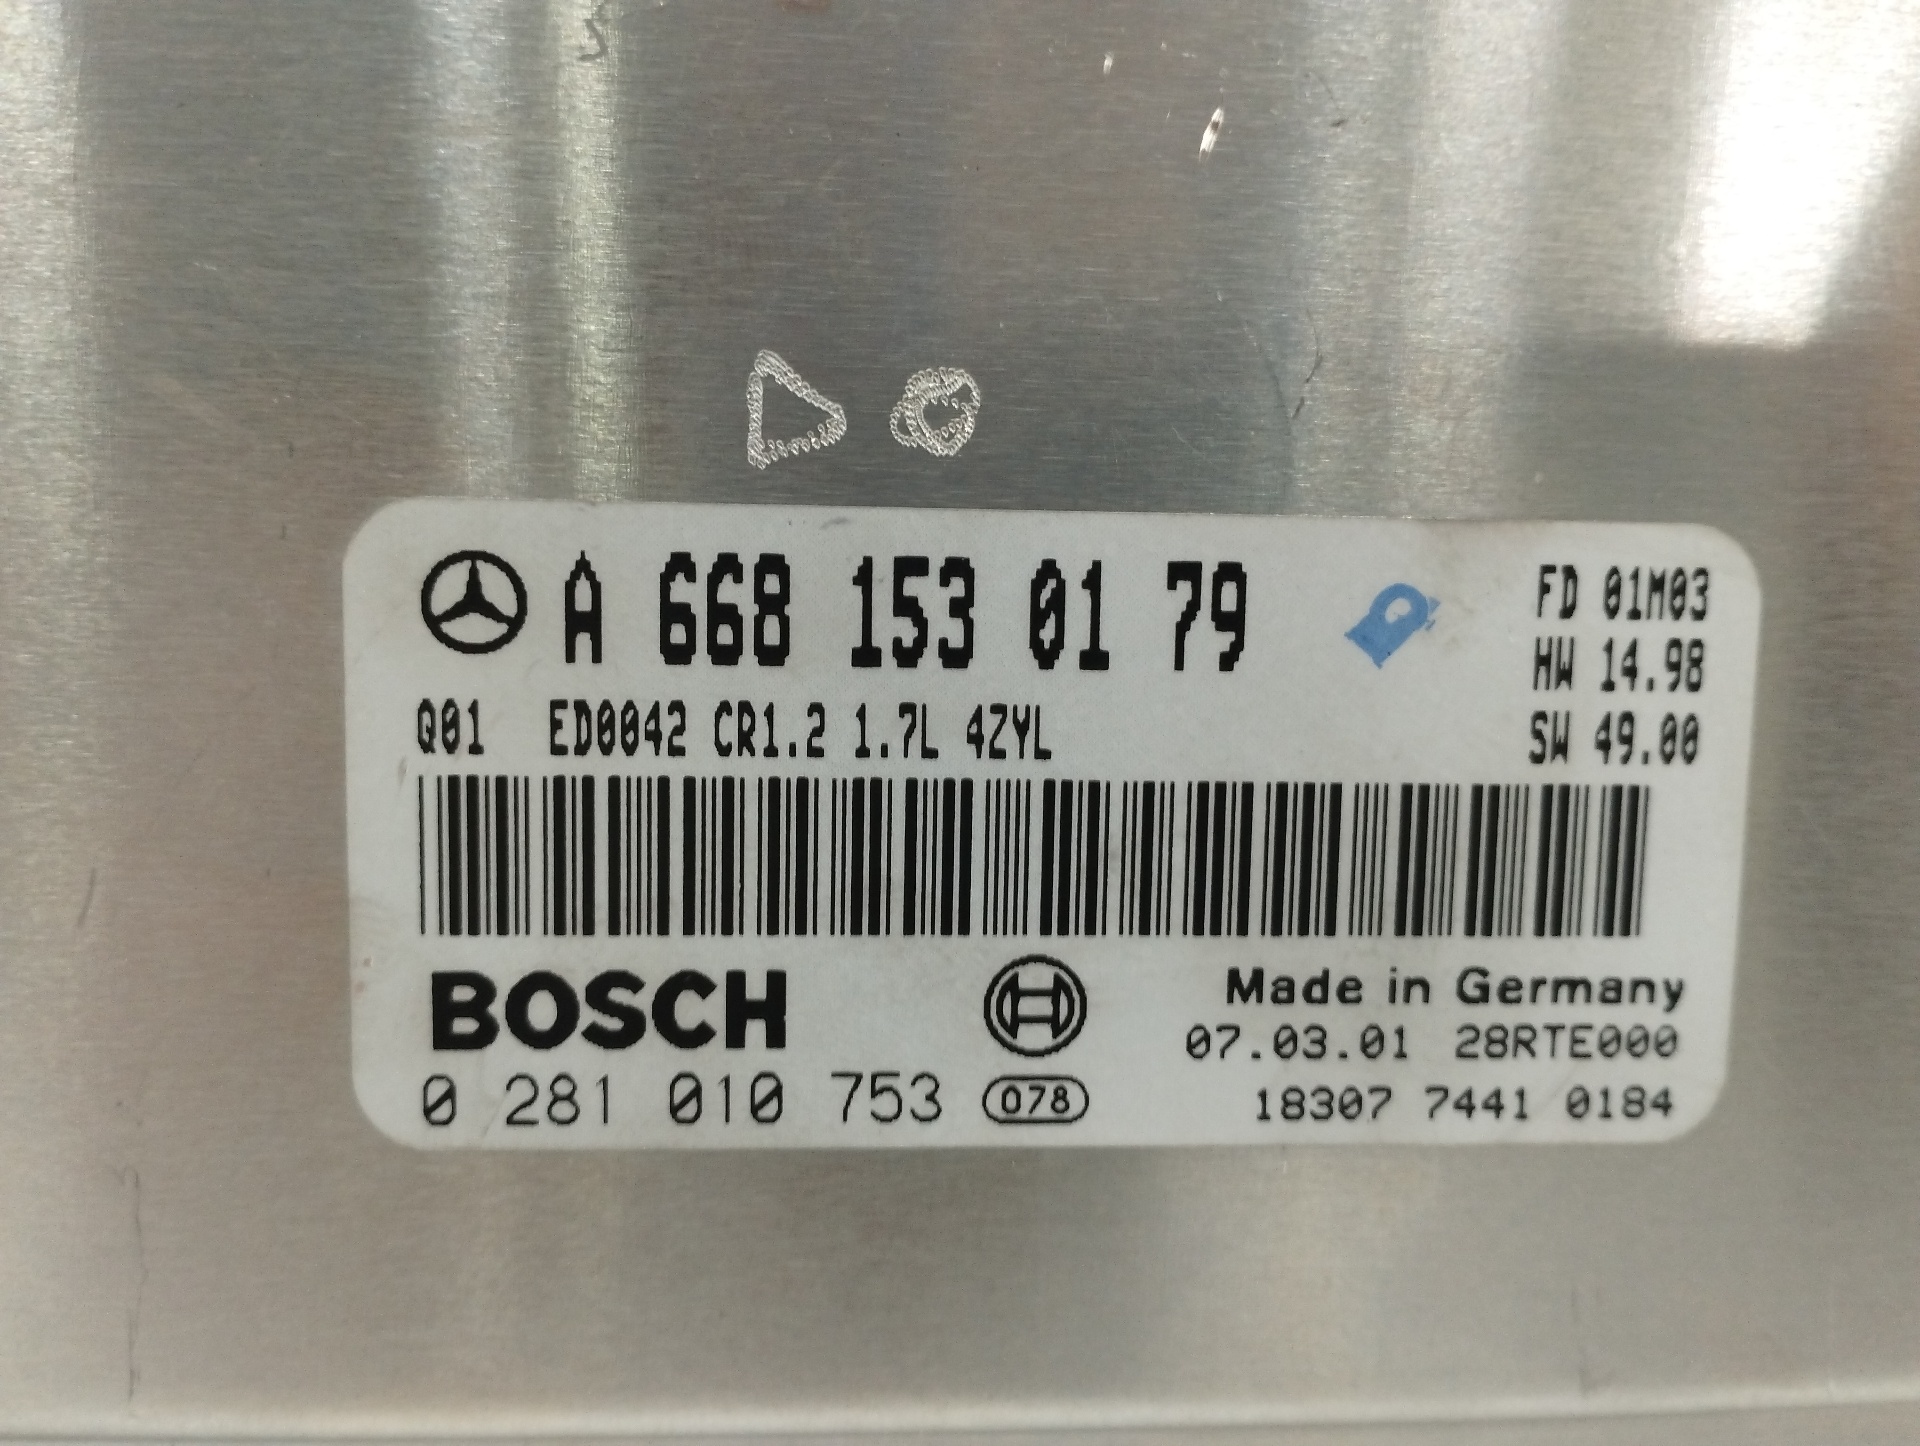 A 668 153 01 79
FD 01M03
HW 14.98
Q01 ED0042 CR1.2 1.7L 4ZYL
SW 49.00
BOSCH
Made in Germany
07.03.01 28RTE000
0 281 010 753 078
18307 7441 0184